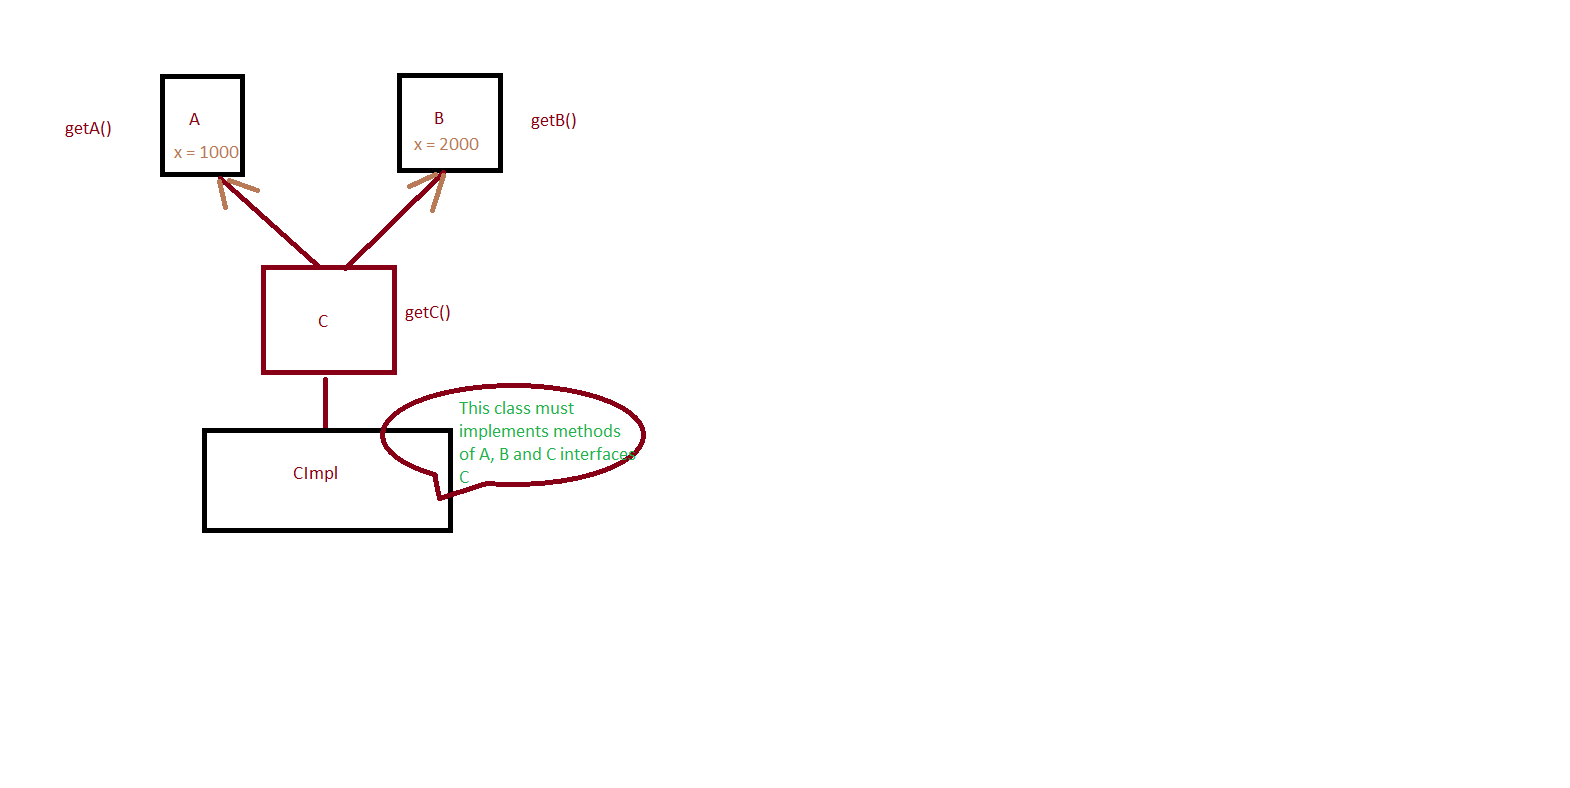 A
B
getA()
getB()
x = 1000
x = 2000
C
getC()
This class must
implements methods
of A, B and C interfaces
C
CImpl